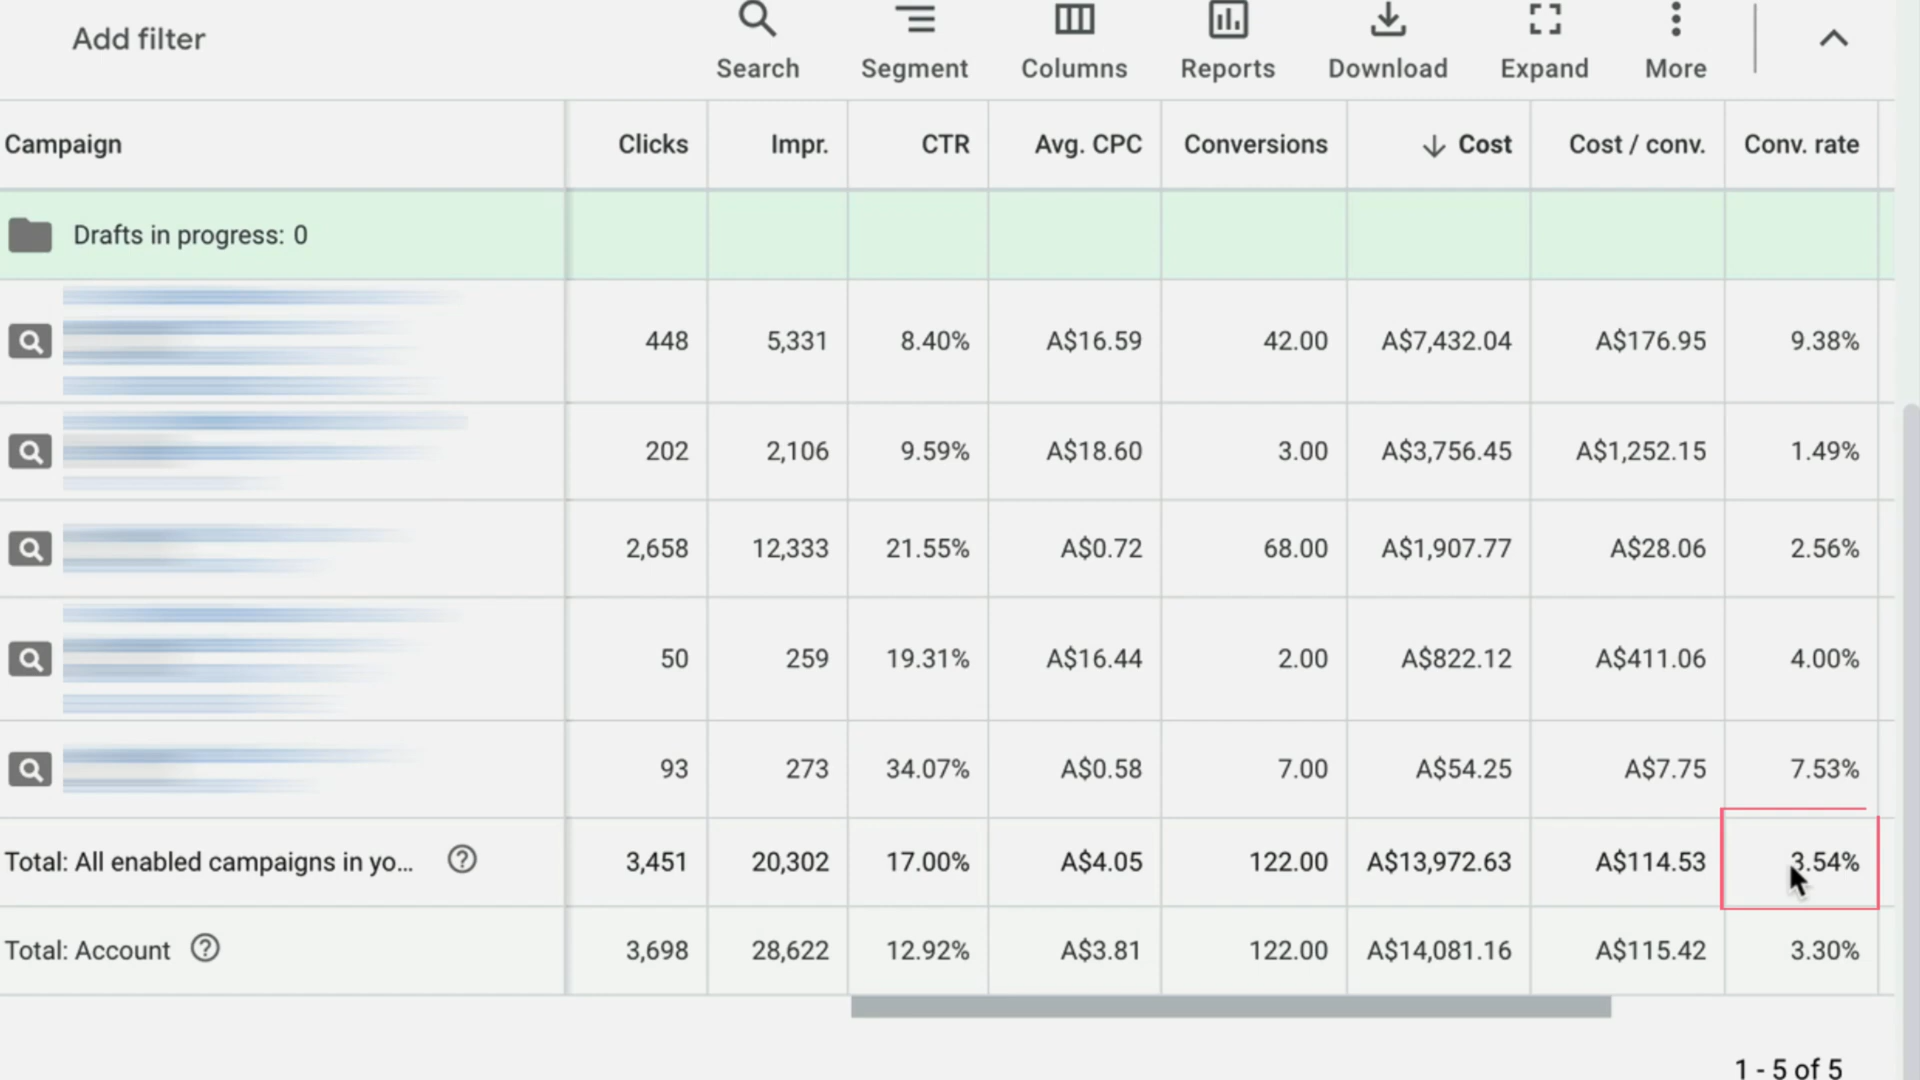 Add filter
Search Segment Columns Reports Download Expand More
Campaign Clicks Impr. CTR Avg. CPC Conversions Cost Cost / conv. Conv. rate
Drafts in progress: 0
448 5,331 8.40% A$16.59 42.00 A$7,432.04 A$176.95 9.38%
202 2,106 9.59% A$18.60 3.00 A$3,756.45 A$1,252.15 1.49%
2,658 12,333 21.55% A$0.72 68.00 A$1,907.77 A$28.06 2.56%
50 259 19.31% A$16.44 2.00 A$822.12 A$411.06 4.00%
93 273 34.07% A$0.58 7.00 A$54.25 A$7.75 7.53%
Total: All enabled campaigns in yo... 3,451 20,302 17.00% A$4.05 122.00 A$13,972.63 A$114.53 3.54%
Total: Account 3,698 28,622 12.92% A$3.81 122.00 A$14,081.16 A$115.42 3.30%
1 - 5 of 5